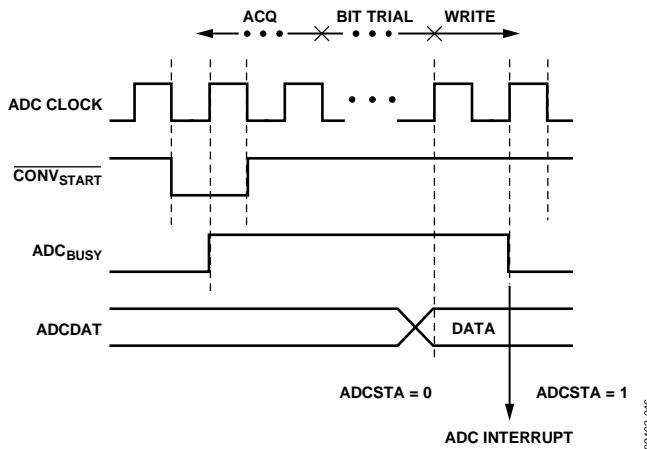 ACQ BIT TRIAL WRITE
ADC CLOCK
CONVSTART
ADCBUSY
ADCDAT
DATA
ADCSTA = 0 ADCSTA = 1
ADC INTERRUPT